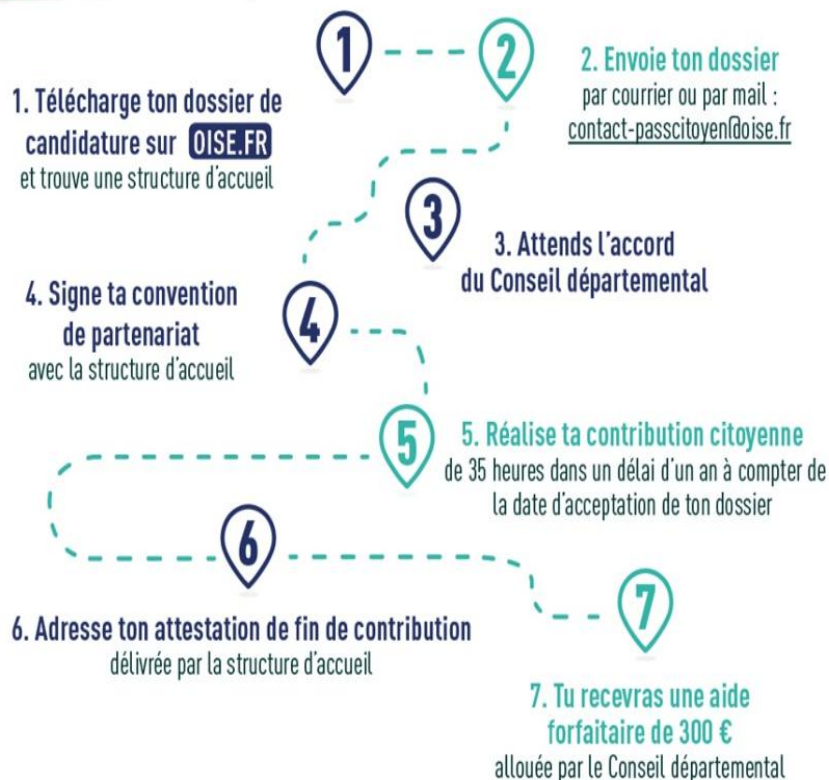 1
2
1. Télécharge ton dossier de
candidature sur OISE.FR
et trouve une structure d'accueil
2. Envoie ton dossier
par courrier ou par mail :
contact-passcitoyen@oise.fr
3
3. Attends l'accord
du Conseil départemental
4. Signe ta convention
de partenariat
avec la structure d'accueil
4
5
5. Réalise ta contribution citoyenne
de 35 heures dans un délai d'un an à compter de
la date d'acceptation de ton dossier
6
6. Adresse ton attestation de fin de contribution
délivrée par la structure d'accueil
7
7. Tu recevras une aide
forfaitaire de 300 €
allouée par le Conseil départemental